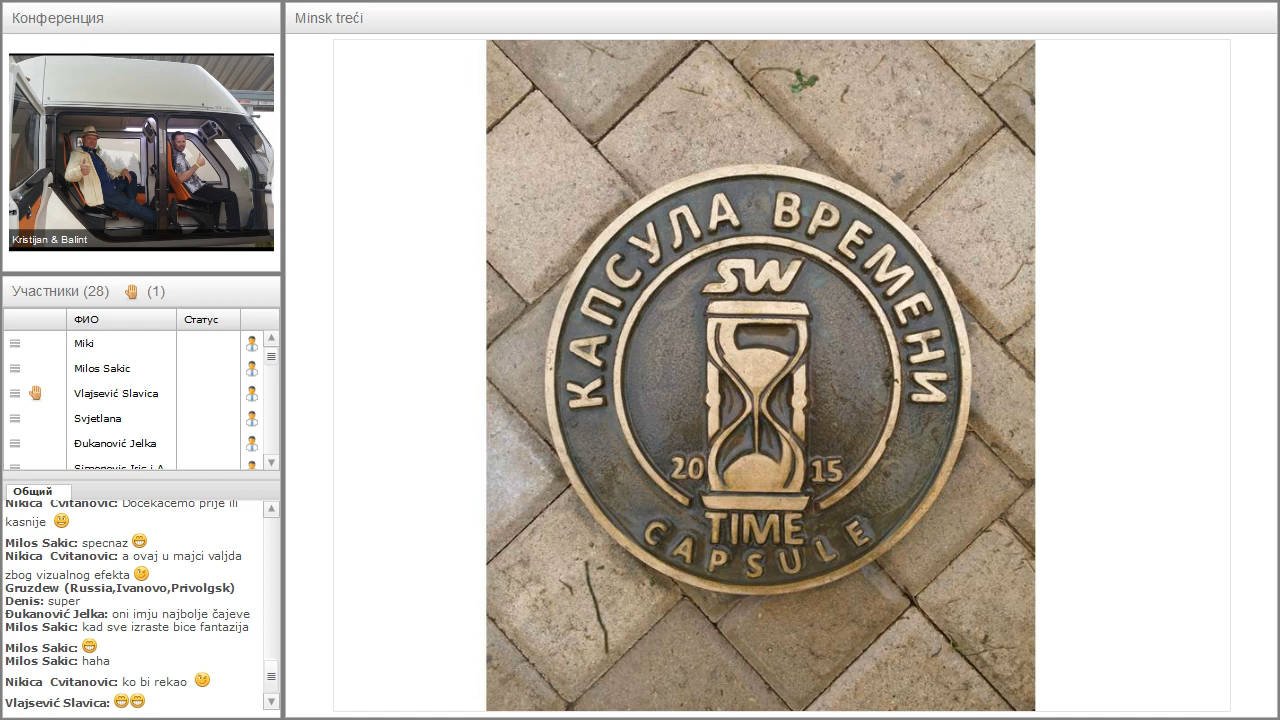 Конференция
Kristijan & Balint
Участники (28) (1)
ФИО Статус
Miki
Milos Sakic
Vlajsević Slavica
Svjetlana
Đukanović Jelka
Общий
Nikica Cvitanovic: Docekacemo prije ili
kasnije
Milos Sakic: specnaz
Nikica Cvitanovic: a ovaj u majci valjda
zbog vizualnog efekta
Gruzdew (Russia,Ivanovo,Privolgsk)
Denis: super
Đukanović Jelka: oni imju najbolje čajeve
Milos Sakic: kad sve izraste bice fantazija
Milos Sakic:
Milos Sakic: haha
Nikica Cvitanovic: ko bi rekao
Vlajsević Slavica:
Minsk treći
КАПСУЛА ВРЕМЕНИ
SW
20 15
TIME
CAPSULE